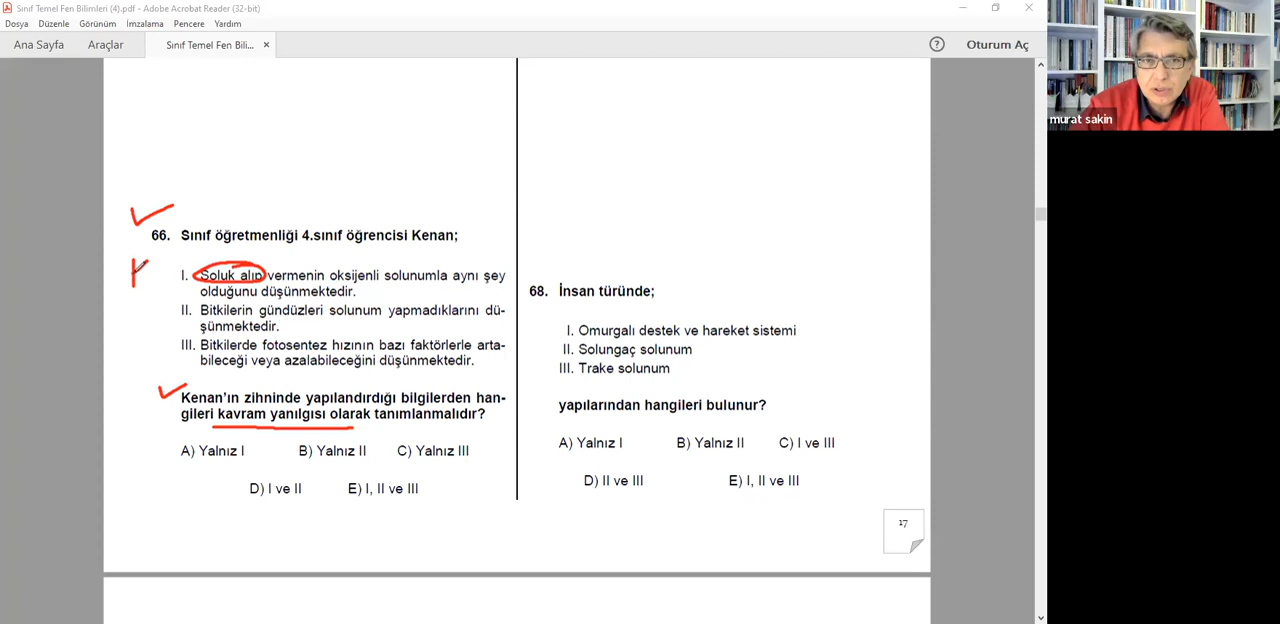 Sınıf Temel Fen Bilimleri (4).pdf - Adobe Acrobat Reader (32-bit)
Dosya Düzenle Görünüm İmzalama Pencere Yardım
Ana Sayfa Araçlar Sınıf Temel Fen Bili... × ? Oturum Aç
murat sakin
66. Sınıf öğretmenliği 4.sınıf öğrencisi Kenan;
I. Soluk alıp vermenin oksijenli solunumla aynı şey
olduğunu düşünmektedir.
II. Bitkilerin gündüzleri solunum yapmadıklarını dü-
şünmektedir.
III. Bitkilerde fotosentez hızının bazı faktörlerle arta-
bileceği veya azalabileceğini düşünmektedir.
Kenan'ın zihninde yapılandırdığı bilgilerden han-
gileri kavram yanılgısı olarak tanımlanmalıdır?
A) Yalnız I B) Yalnız II C) Yalnız III
D) I ve II E) I, II ve III
68. İnsan türünde;
I. Omurgalı destek ve hareket sistemi
II. Solungaç solunum
III. Trake solunum
yapılarından hangileri bulunur?
A) Yalnız I B) Yalnız II C) I ve III
D) II ve III E) I, II ve III
17